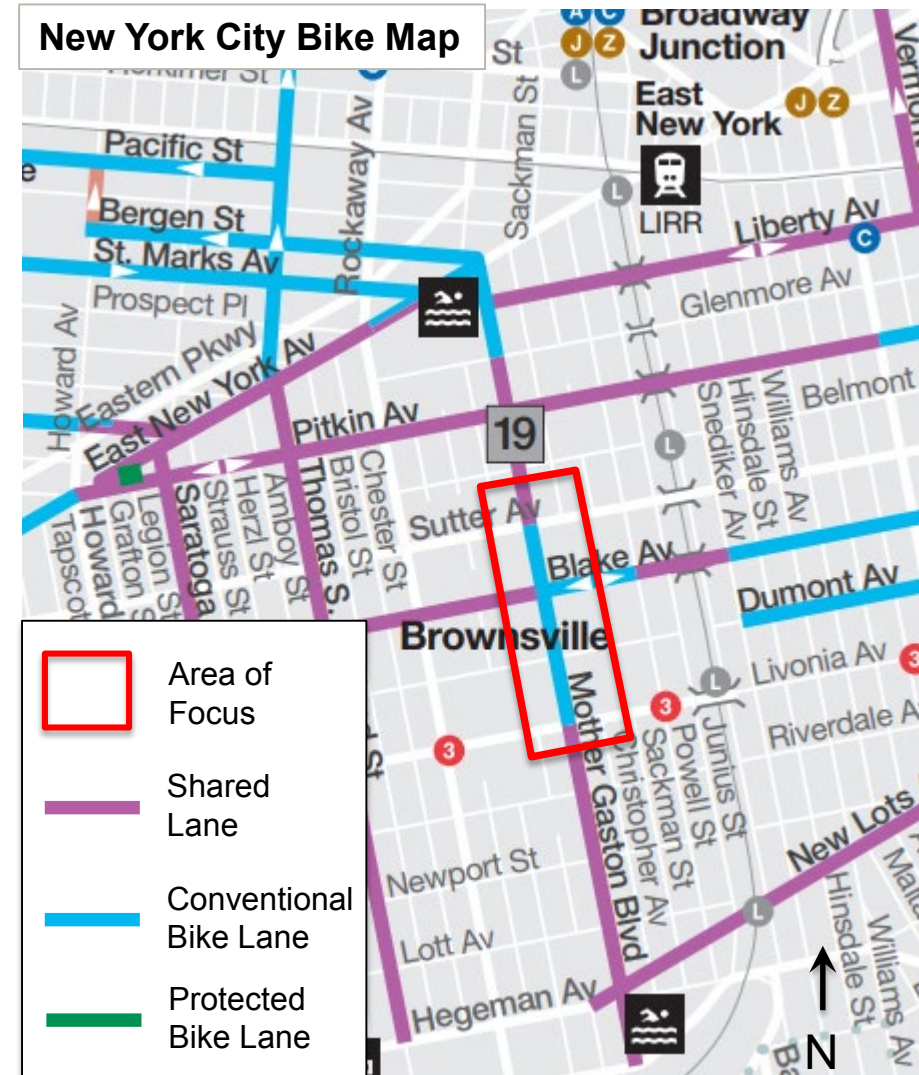 New York City Bike Map
A C
Broadway
J Z
Junction
L
Herkimer St
St
C
East
New York
J Z
Pacific St
Rockaway Av
Sackman St
L
LIRR
Bergen St
Liberty Av
C
St. Marks Av
Prospect Pl
Glenmore Av
Howard Av
Eastern Pkwy
East New York Av
Pitkin Av
19
L
Belmont
Williams Av
Hinsdale St
Snediker Av
Tapscot
Howard
Grafton S
Legion St
Saratoga
Strauss St
Herzl St
Amboy St
Thomas S.
Bristol St
Chester St
Sutter Av
Blake Av
Dumont Av
Brownsville
Livonia Av
3
L
3
3
Riverdale A
Mother Gaston Blvd
Christopher Av
Sackman St
Powell St
Junius St
New Lots
Newport St
L
Hinsdale St
Williams Av
Lott Av
Hegeman Av
Area of
Focus
Shared
Lane
Conventional
Bike Lane
Protected
Bike Lane
N